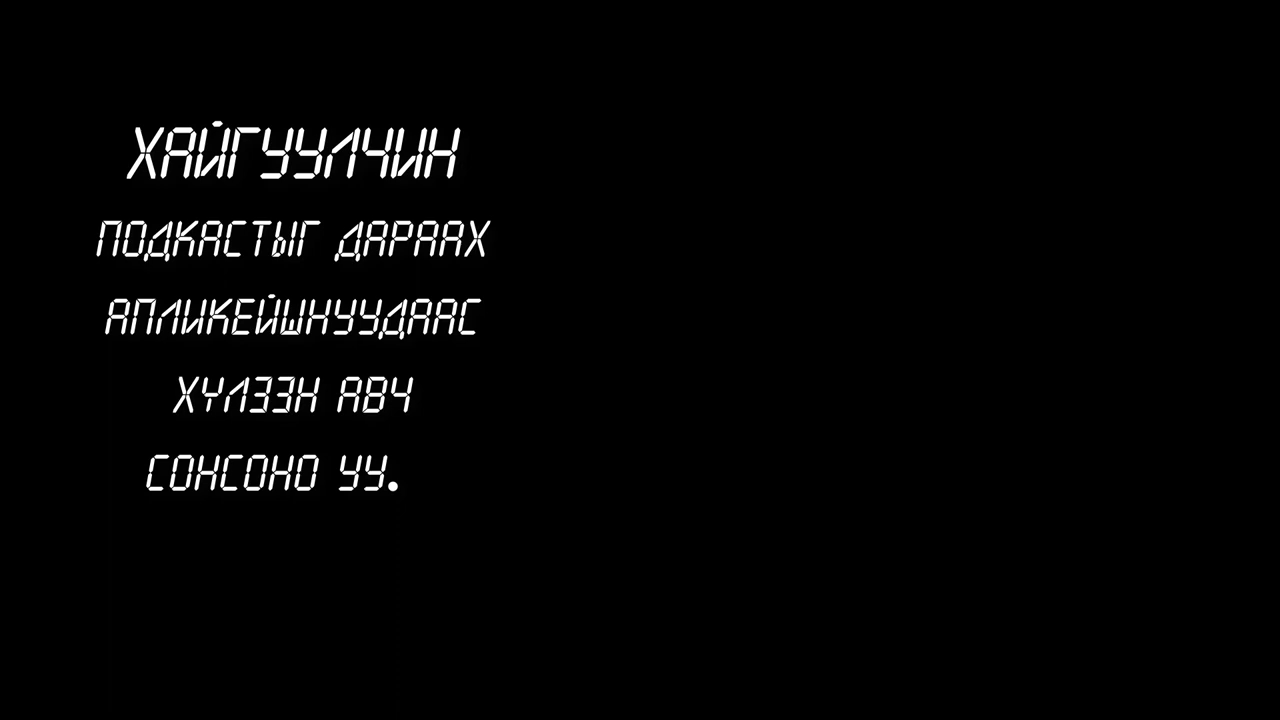 ХАЙГУУЛЧИН
ПОДКАСТЫГ ДАРААХ
АПЛИКЕЙШНУУДААС
ХҮЛЭЭН АВЧ
СОНСОНО УУ.